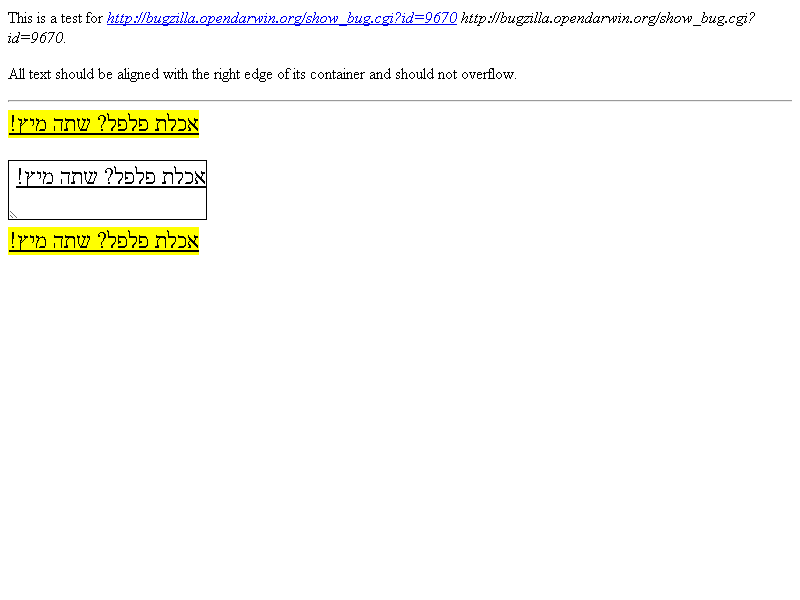 This is a test for http://bugzilla.opendarwin.org/show_bug.cgi?id=9670 http://bugzilla.opendarwin.org/show_bug.cgi?
id=9670.
All text should be aligned with the right edge of its container and should not overflow.
אכלת פלפל? שתה מיץ!
אכלת פלפל? שתה מיץ!
אכלת פלפל? שתה מיץ!